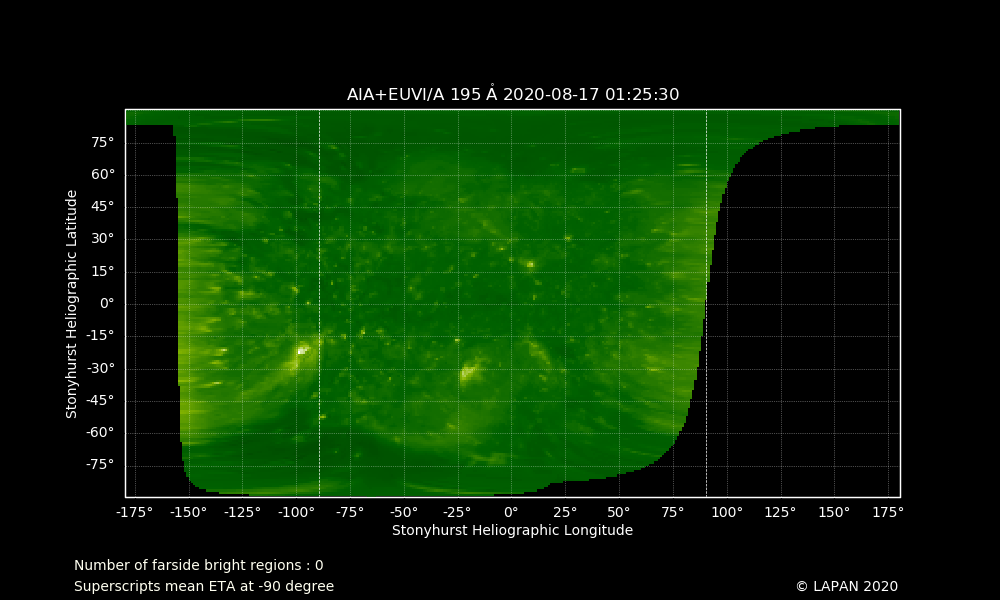 AIA+EUVI/A 195 Å 2020-08-17 01:25:30
Stonyhurst Heliographic Latitude
75°
60°
45°
30°
15°
0°
-15°
-30°
-45°
-60°
-75°
-175° -150° -125° -100° -75° -50° -25° 0° 25° 50° 75° 100° 125° 150° 175°
Stonyhurst Heliographic Longitude
Number of farside bright regions : 0
Superscripts mean ETA at -90 degree
© LAPAN 2020